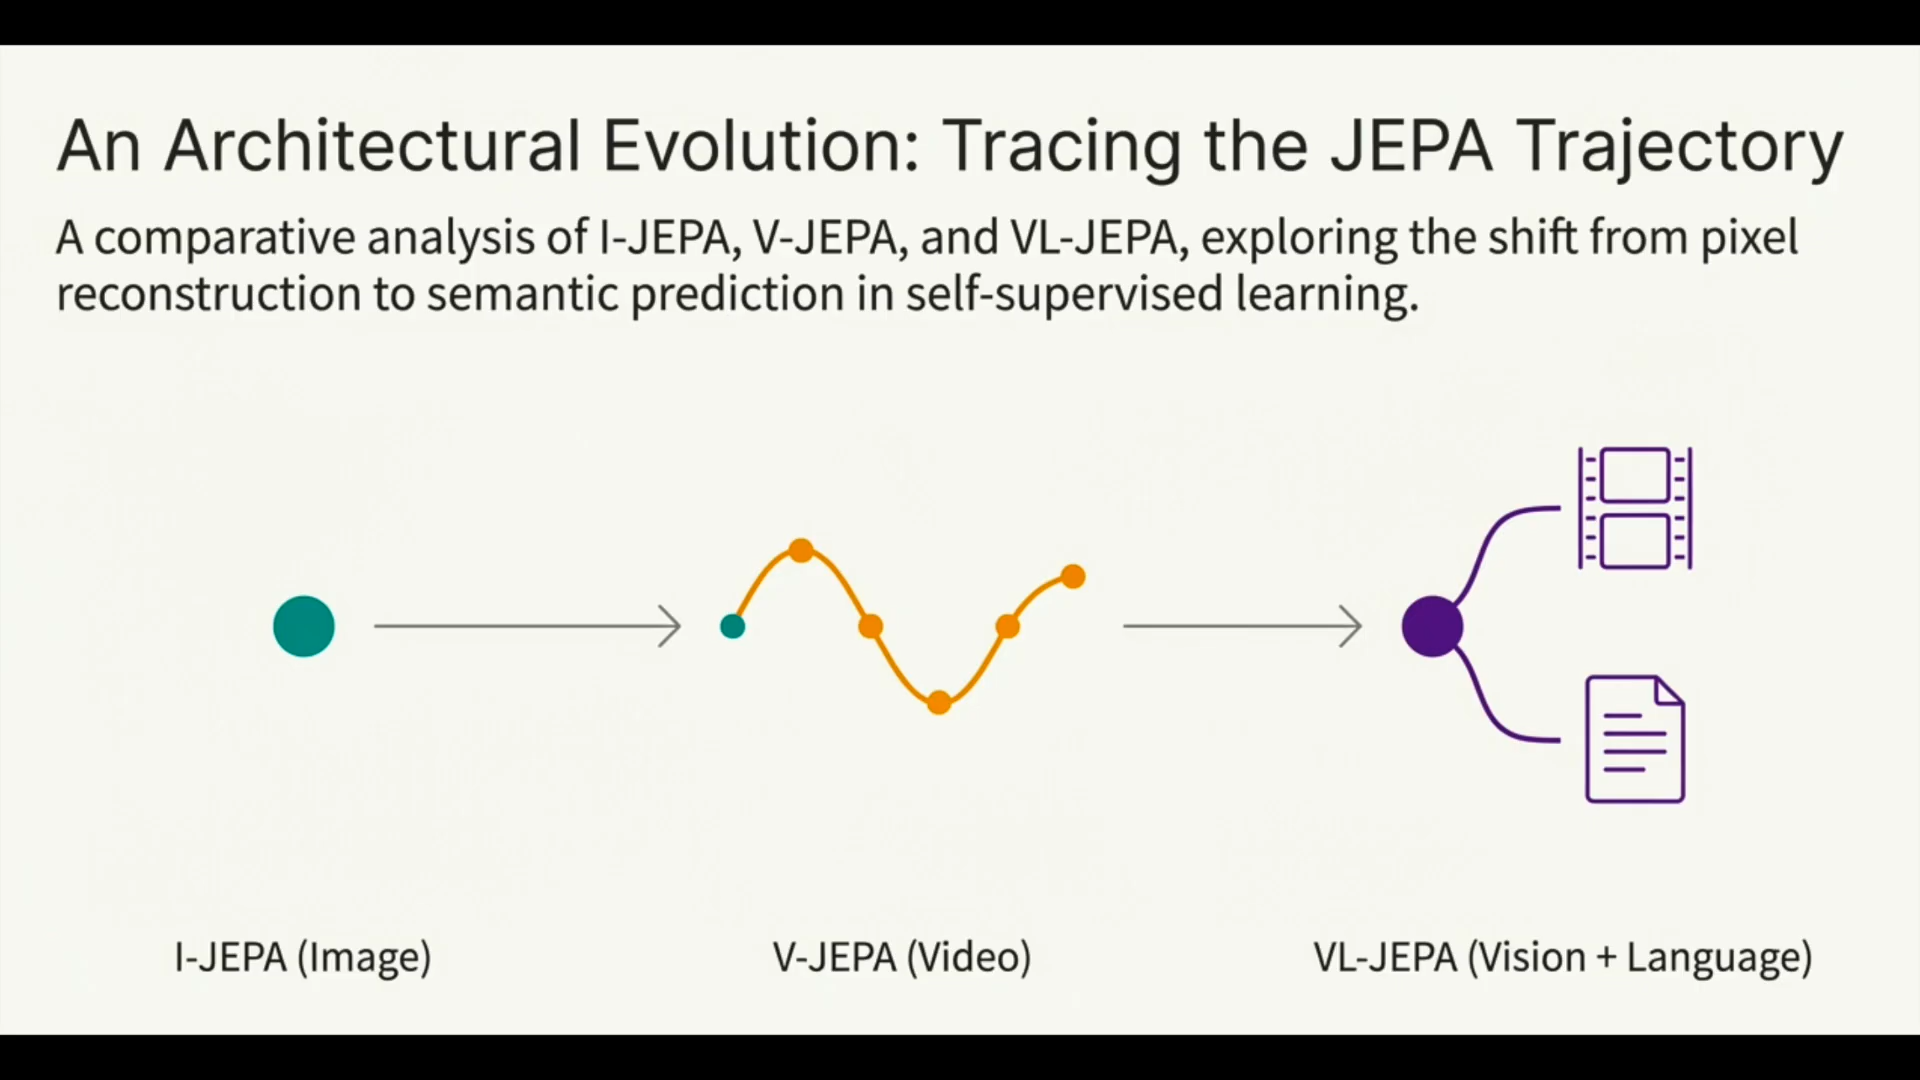 An Architectural Evolution: Tracing the JEPA Trajectory
A comparative analysis of I-JEPA, V-JEPA, and VL-JEPA, exploring the shift from pixel
reconstruction to semantic prediction in self-supervised learning.
I-JEPA (Image)
V-JEPA (Video)
VL-JEPA (Vision + Language)